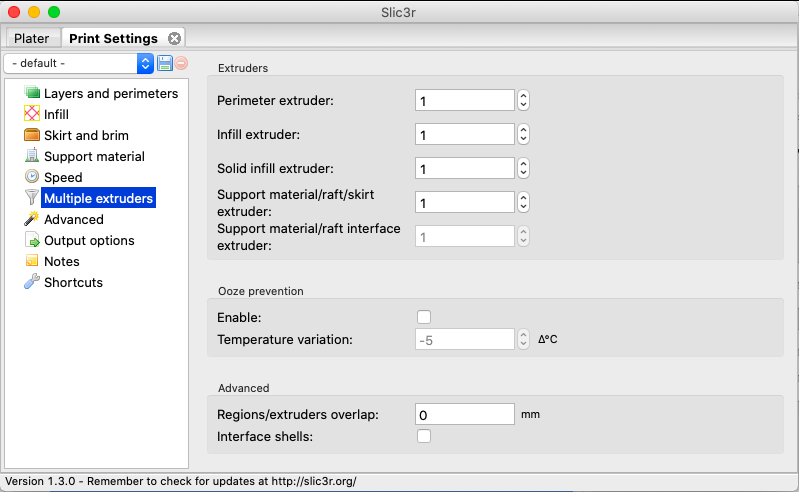 Slic3r
Plater
Print Settings
- default -
Layers and perimeters
Infill
Skirt and brim
Support material
Speed
Multiple extruders
Advanced
Output options
Notes
Shortcuts
Extruders
Perimeter extruder:
1
Infill extruder:
1
Solid infill extruder:
1
Support material/raft/skirt
extruder:
1
Support material/raft interface
extruder:
1
Ooze prevention
Enable:
Temperature variation:
-5
Δ°C
Advanced
Regions/extruders overlap:
0
mm
Interface shells:
Version 1.3.0 - Remember to check for updates at http://slic3r.org/